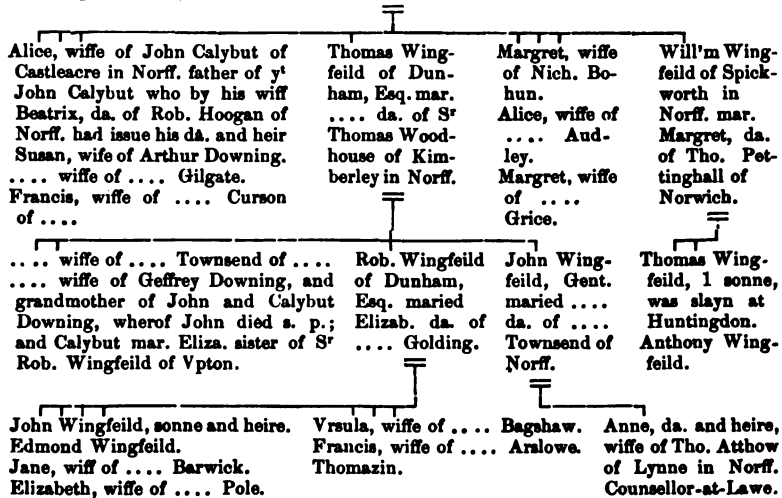 Alice, wiffe of John Calybut of
Castleacre in Norff. father of yᵗ
John Calybut who by his wiff
Beatrix, da. of Rob. Hoogan of
Norff. had issue his da. and heir
Susan, wife of Arthur Downing.
.... wiffe of .... Gilgate.
Francis, wiffe of .... Curson
of ....
Thomas Wing-
feild of Dun-
ham, Esq. mar.
.... da. of Sʳ
Thomas Wood-
house of Kim-
berley in Norff.
Margret, wiffe
of Nich. Bo-
hun.
Alice, wiffe of
.... Aud-
ley.
Margret, wiffe
of ....
Grice.
Will'm Wing-
feild of Spick-
worth in
Norff. mar.
Margret, da.
of Tho. Pet-
tinghall of
Norwich.
.... wiffe of .... Townsend of ....
.... wiffe of Geffrey Downing, and
grandmother of John and Calybut
Downing, wherof John died s. p.;
and Calybut mar. Eliza. sister of Sʳ
Rob. Wingfeild of Vpton.
Rob. Wingfeild
of Dunham,
Esq. maried
Elizab. da. of
.... Golding.
John Wing-
feild, Gent.
maried ....
da. of ....
Townsend of
Norff.
Thomas Wing-
feild, 1 sonne,
was slayn at
Huntingdon.
Anthony Wing-
feild.
John Wingfeild, sonne and heire.
Edmond Wingfeild.
Jane, wiff of .... Barwick.
Elizabeth, wiffe of .... Pole.
Vrsula, wiffe of .... Bagshaw.
Francis, wiffe of .... Arslowe.
Thomazin.
Anne, da. and heire,
wiffe of Tho. Atthow
of Lynne in Norff.
Counsellor-at-Lawe.